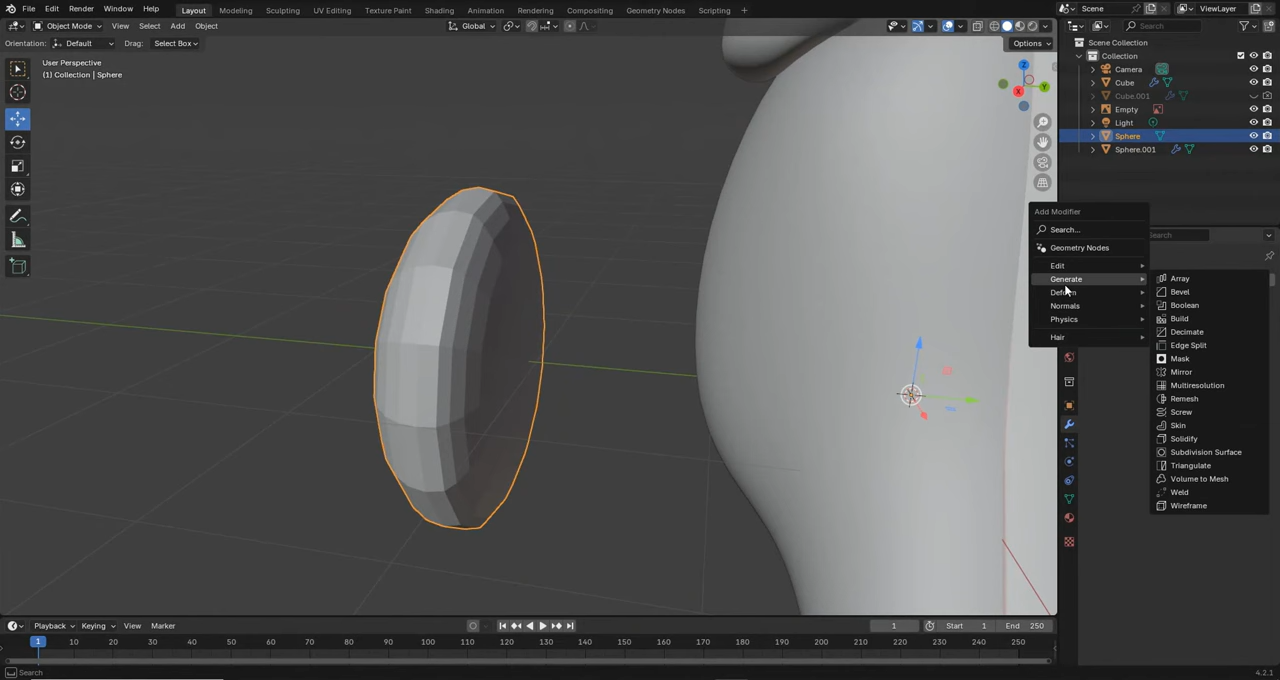 File Edit Render Window Help Layout Modeling Sculpting UV Editing Texture Paint Shading Animation Rendering Compositing Geometry Nodes Scripting + Scene ViewLayer
Object Mode View Select Add Object Global Search
Orientation: Default Drag: Select Box Options Scene Collection
User Perspective Collection
(1) Collection | Sphere Camera
Z Cube
X Y Cube.001
Empty
Light
Sphere
Sphere.001
Add Modifier
Search...
Search
Geometry Nodes
Edit
Generate
Deform
Normals
Physics
Hair
Array
Bevel
Boolean
Build
Decimate
Edge Split
Mask
Mirror
Multiresolution
Remesh
Screw
Skin
Solidify
Subdivision Surface
Triangulate
Volume to Mesh
Weld
Wireframe
Playback Keying View Marker 1 Start 1 End 250
1 10 20 30 40 50 60 70 80 90 100 110 120 130 140 150 160 170 180 190 200 210 220 230 240 250
Search 4.2.1